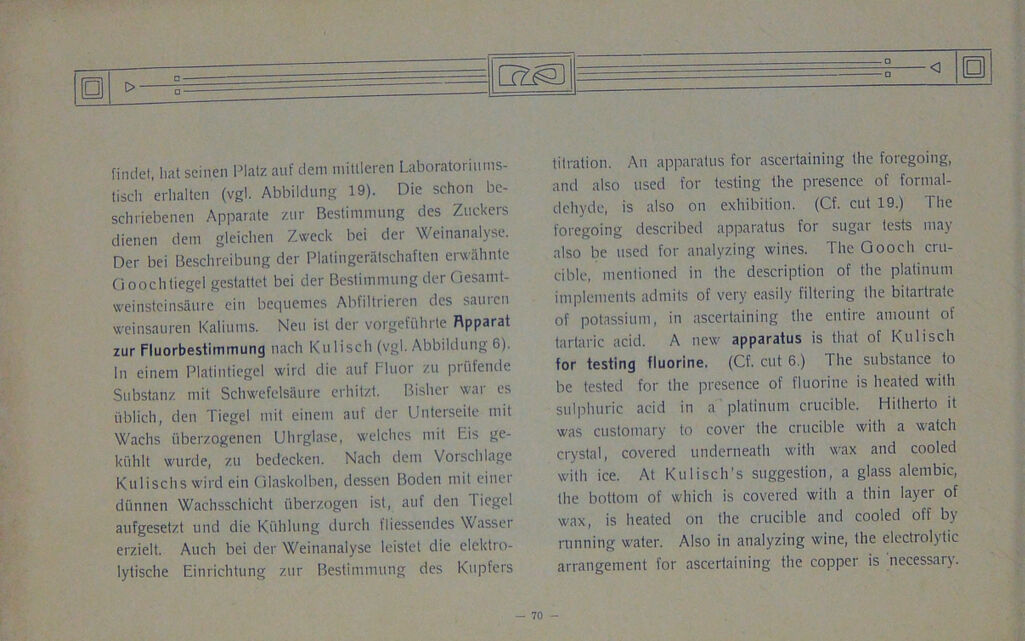 findet, hat seinen Platz auf dem mittleren Laboratoriums-
tisch erhalten (vgl. Abbildung 19). Die schon be-
schriebenen Apparate zur Bestimmung des Zuckers
dienen dem gleichen Zweck bei der Weinanalyse.
Der bei Beschreibung der Platingerätschaften erwähnte
Goochtiegel gestattet bei der Bestimmung der Gesamt-
weinsteinsäure ein bequemes Abfiltrieren des sauren
weinsauren Kaliums. Neu ist der vorgeführte Apparat
zur Fluorbestimmung nach Kulisch (vgl. Abbildung 6).
In einem Platintiegel wird die auf Fluor zu prüfende
Substanz mit Schwefelsäure erhitzt. Bisher war es
üblich, den Tiegel mit einem auf der Unterseite mit
Wachs überzogenen Uhrglase, welches mit Eis ge-
kühlt wurde, zu bedecken. Nach dem Vorschlage
Kulischs wird ein Glaskolben, dessen Boden mit einer
dünnen Wachsschicht überzogen ist, auf den Tiegel
aufgesetzt und die Kühlung durch fliessendes Wasser
erzielt. Auch bei der Weinanalyse leistet die elektro-
lytische Einrichtung zur Bestimmung des Kupfers
titration. An apparatus for ascertaining the foregoing,
and also used for testing the presence of formal-
dehyde, is also on exhibition. (Cf. cut 19.) The
foregoing described apparatus for sugar tests may
also be used for analyzing wines. The Gooch cru-
cible, mentioned in the description of the platinum
implements admits of very easily filtering the bitartrate
of potassium, in ascertaining the entire amount of
tartaric acid. A new apparatus is that of Kulisch
for testing fluorine. (Cf. cut 6.) The substance to
be tested for the presence of fluorine is heated with
sulphuric acid in a platinum crucible. Hitherto it
was customary to cover the crucible with a watch
crystal, covered underneath with wax and cooled
with ice. At Kulisch's suggestion, a glass alembic,
the bottom of which is covered with a thin layer of
wax, is heated on the crucible and cooled off by
running water. Also in analyzing wine, the electrolytic
arrangement for ascertaining the copper is necessary.
— 70 —